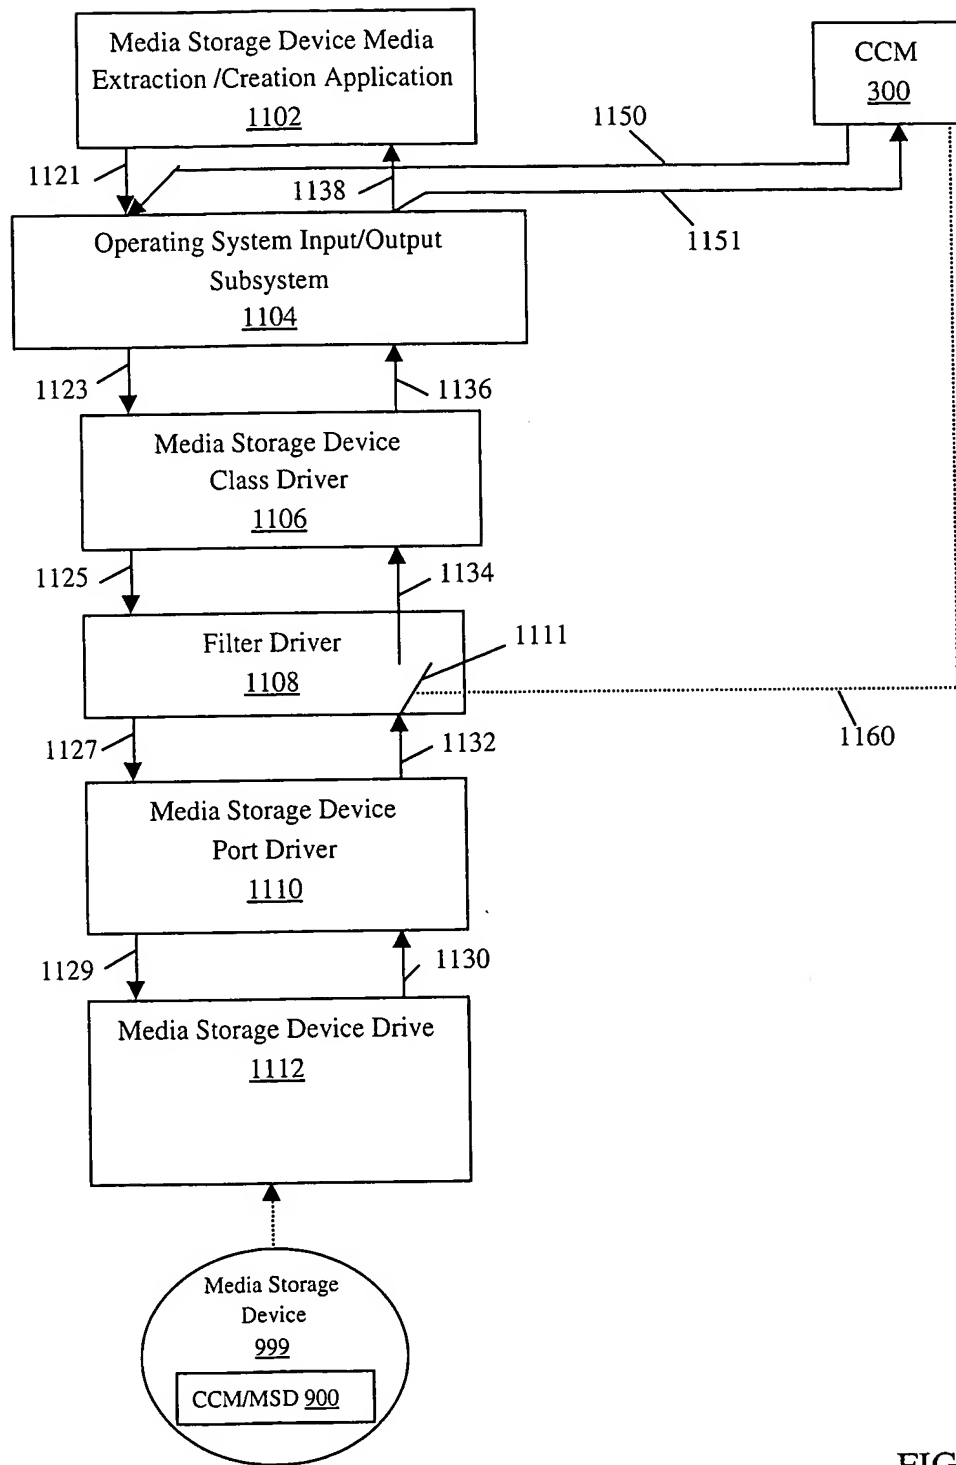 Media Storage Device Media
Extraction /Creation Application
1102
CCM
300
1150
1121
1138
1151
Operating System Input/Output
Subsystem
1104
1123
1136
Media Storage Device
Class Driver
1106
1125
1134
1111
Filter Driver
1108
1160
1127
1132
Media Storage Device
Port Driver
1110
1129
1130
Media Storage Device Drive
1112
Media Storage
Device
999
CCM/MSD 900
FIG